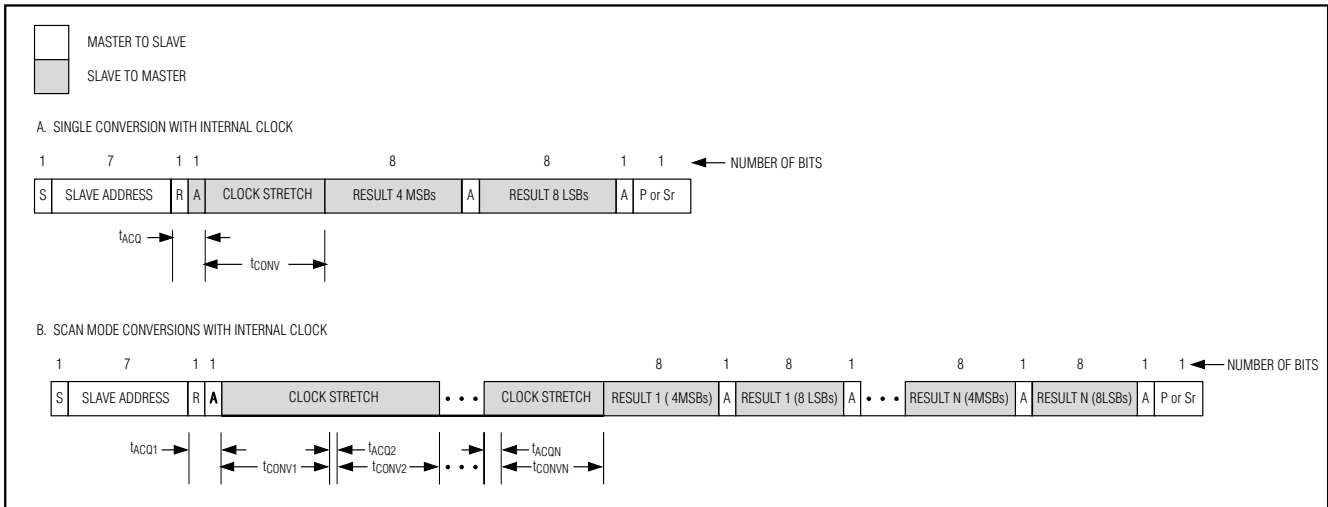 MASTER TO SLAVE
SLAVE TO MASTER
A. SINGLE CONVERSION WITH INTERNAL CLOCK
1 7 1 1 8 8 1 1 NUMBER OF BITS
S SLAVE ADDRESS R A CLOCK STRETCH RESULT 4 MSBs A RESULT 8 LSBs A P or Sr
tACQ
tCONV
B. SCAN MODE CONVERSIONS WITH INTERNAL CLOCK
1 7 1 1 8 1 8 1 8 1 8 1 1 NUMBER OF BITS
S SLAVE ADDRESS R A CLOCK STRETCH • • • CLOCK STRETCH RESULT 1 ( 4MSBs) A RESULT 1 (8 LSBs) A • • • RESULT N (4MSBs) A RESULT N (8LSBs) A P or Sr
tACQ1 tACQ2 tACQN
tCONV1 tCONV2 • • • tCONVN